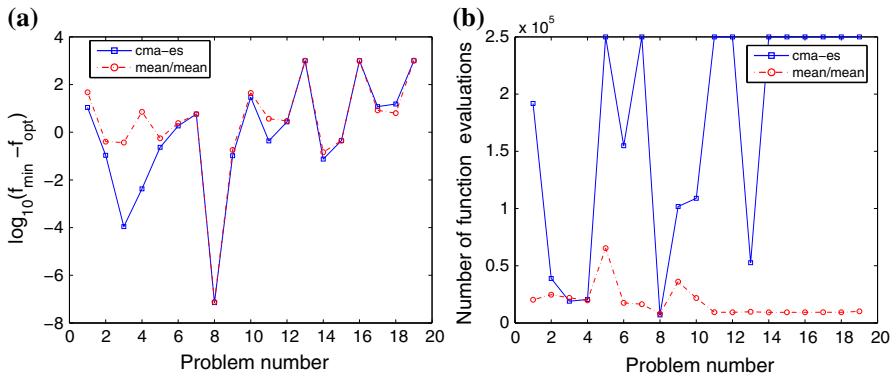 (a)
cma-es
mean/mean
4
2
0
−2
−4
−6
−8
log10(fmin −fopt)
0 2 4 6 8 10 12 14 16 18 20
Problem number
(b)
x 10^5
cma-es
mean/mean
2.5
2
1.5
1
0.5
0
Number of function evaluations
0 2 4 6 8 10 12 14 16 18 20
Problem number